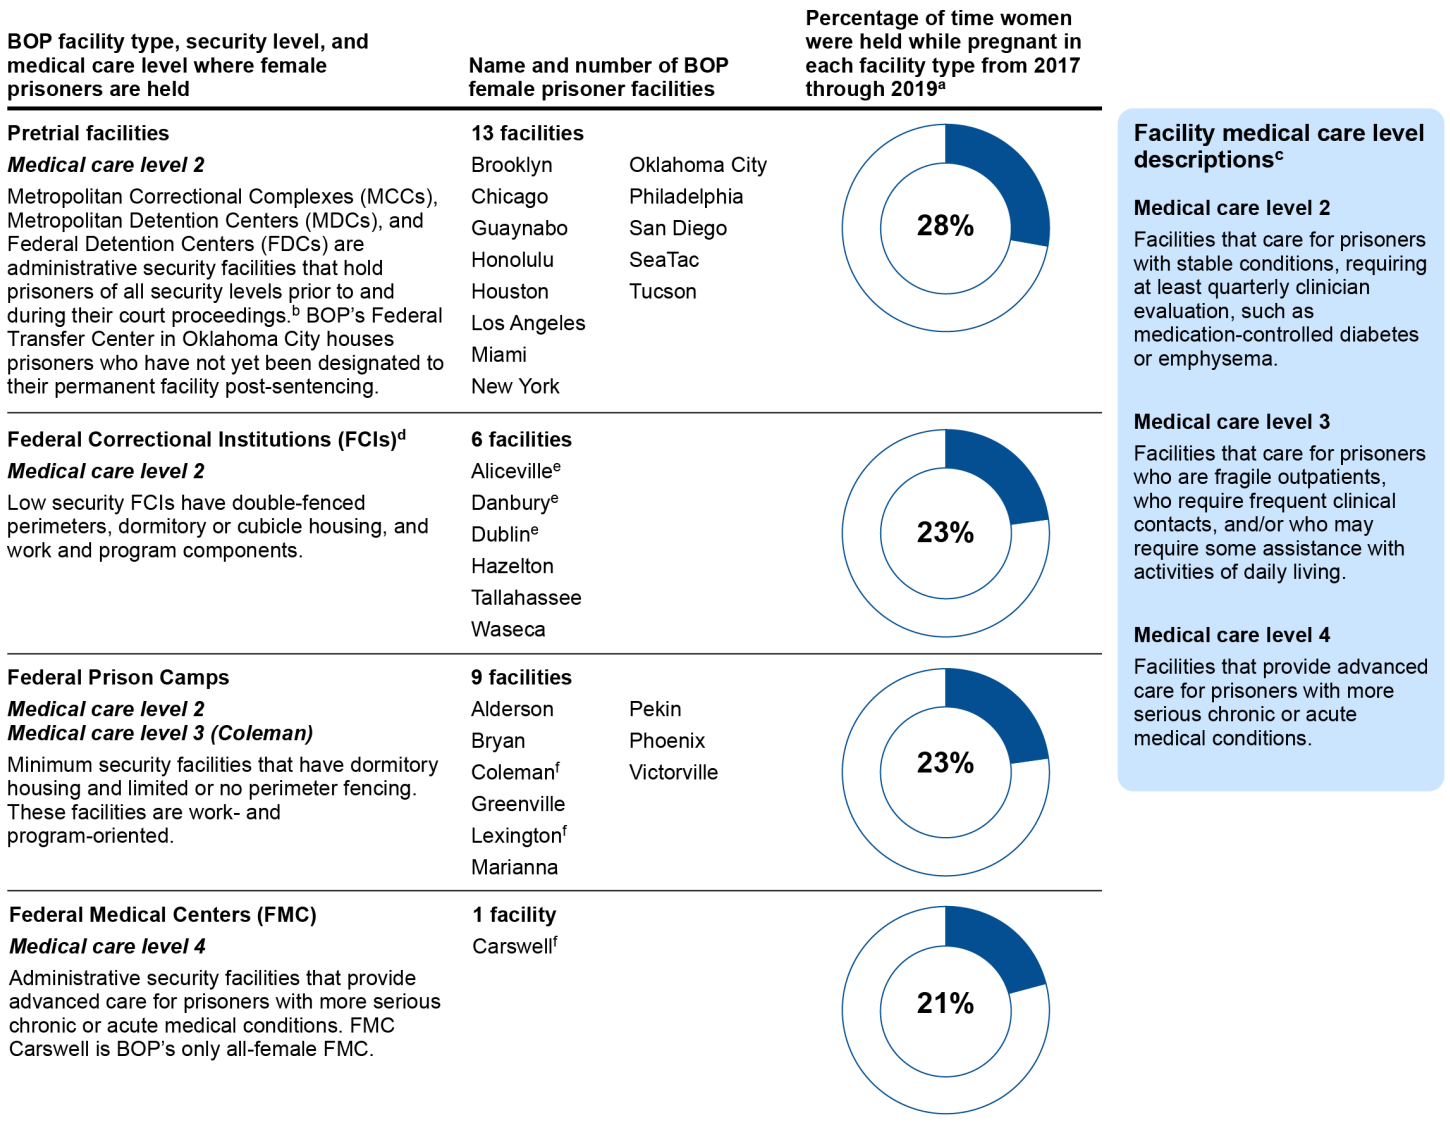 BOP facility type, security level, and
medical care level where female
prisoners are held
Name and number of BOP
female prisoner facilities
Percentage of time women
were held while pregnant in
each facility type from 2017
through 2019a
Pretrial facilities
Medical care level 2
Metropolitan Correctional Complexes (MCCs),
Metropolitan Detention Centers (MDCs), and
Federal Detention Centers (FDCs) are
administrative security facilities that hold
prisoners of all security levels prior to and
during their court proceedings.b BOP’s Federal
Transfer Center in Oklahoma City houses
prisoners who have not yet been designated to
their permanent facility post-sentencing.
13 facilities
Brooklyn
Chicago
Guaynabo
Honolulu
Houston
Los Angeles
Miami
New York
Oklahoma City
Philadelphia
San Diego
SeaTac
Tucson
28%
Federal Correctional Institutions (FCIs)d
Medical care level 2
Low security FCIs have double-fenced
perimeters, dormitory or cubicle housing, and
work and program components.
6 facilities
Alicevillee
Danburye
Dubline
Hazelton
Tallahassee
Waseca
23%
Federal Prison Camps
Medical care level 2
Medical care level 3 (Coleman)
Minimum security facilities that have dormitory
housing and limited or no perimeter fencing.
These facilities are work- and
program-oriented.
9 facilities
Alderson
Bryan
Colemanf
Greenville
Lexingtonf
Marianna
Pekin
Phoenix
Victorville
23%
Federal Medical Centers (FMC)
Medical care level 4
Administrative security facilities that provide
advanced care for prisoners with more serious
chronic or acute medical conditions. FMC
Carswell is BOP’s only all-female FMC.
1 facility
Carswellf
21%
Facility medical care level
descriptionsc
Medical care level 2
Facilities that care for prisoners
with stable conditions, requiring
at least quarterly clinician
evaluation, such as
medication-controlled diabetes
or emphysema.
Medical care level 3
Facilities that care for prisoners
who are fragile outpatients,
who require frequent clinical
contacts, and/or who may
require some assistance with
activities of daily living.
Medical care level 4
Facilities that provide advanced
care for prisoners with more
serious chronic or acute
medical conditions.